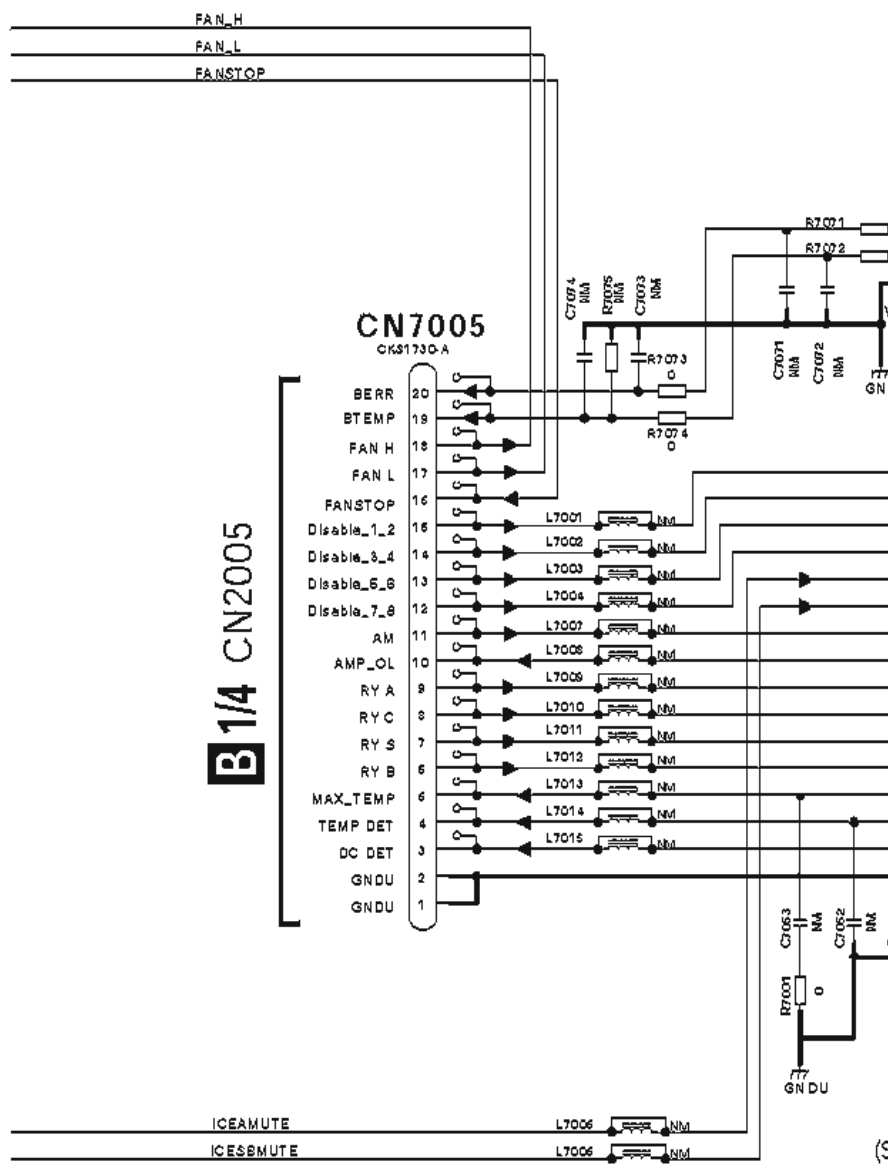 FAN_H
FAN_L
FANSTOP
R7071
R7072
C7074 NM
R7075 NM
C7073 NM
C7071 NM
C7072 NM
CN7005
CKS1730-A
R7073
0
R7074
0
BERR 20
BTEMP 19
FAN H 18
FAN L 17
FANSTOP 16
Disable_1_2 15 L7001 NM
Disable_3_4 14 L7002 NM
Disable_5_6 13 L7003 NM
Disable_7_8 12 L7004 NM
AM 11 L7007 NM
AMP_OL 10 L7008 NM
RY A 9 L7009 NM
RY C 8 L7010 NM
RY S 7 L7011 NM
RY B 6 L7012 NM
MAX_TEMP 5 L7013 NM
TEMP DET 4 L7014 NM
DC DET 3 L7015 NM
GNDU 2
GNDU 1
B 1/4 CN2005
C7053 NM
C7052 NM
R7001 0
GNDU
ICEAMUTE NM
ICESBMUTE L7006 NM